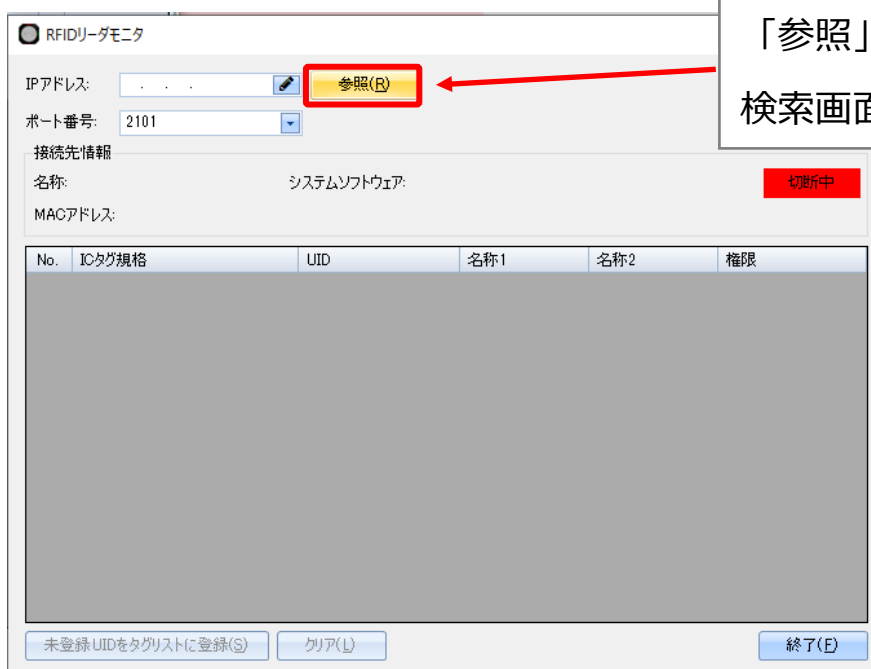 RFIDリーダモニタ
「参照」
検索画面
IPアドレス: . . . 参照(R)
ポート番号: 2101
接続先情報
名称: システムソフトウェア: 切断中
MACアドレス:
No. ICタグ規格 UID 名称1 名称2 権限
未登録UIDをタグリストに登録(S) クリア(L) 終了(F)